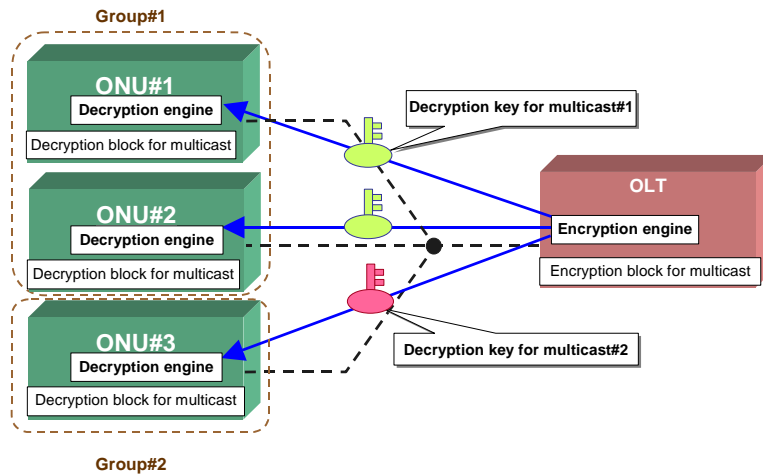 Group#1
ONU#1
Decryption engine
Decryption block for multicast
Decryption key for multicast#1
OLT
Encryption engine
Encryption block for multicast
ONU#2
Decryption engine
Decryption block for multicast
ONU#3
Decryption engine
Decryption block for multicast
Decryption key for multicast#2
Group#2